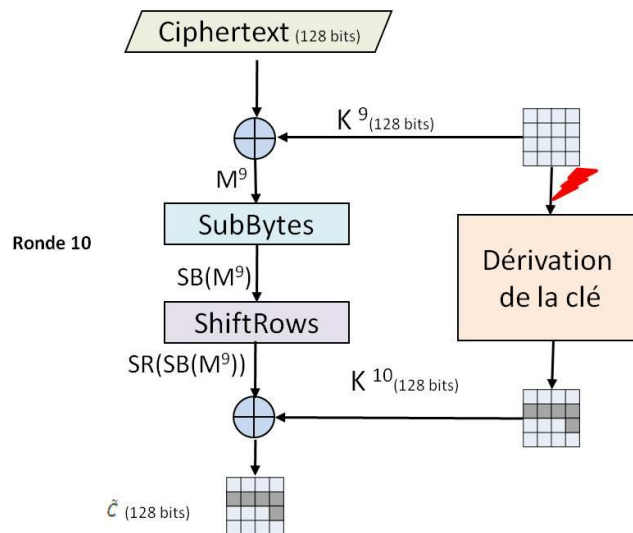 Ciphertext (128 bits)
K 9(128 bits)
M9
SubBytes
Ronde 10
SB(M9)
Dérivation
de la clé
ShiftRows
SR(SB(M9))
K 10(128 bits)
C̃ (128 bits)